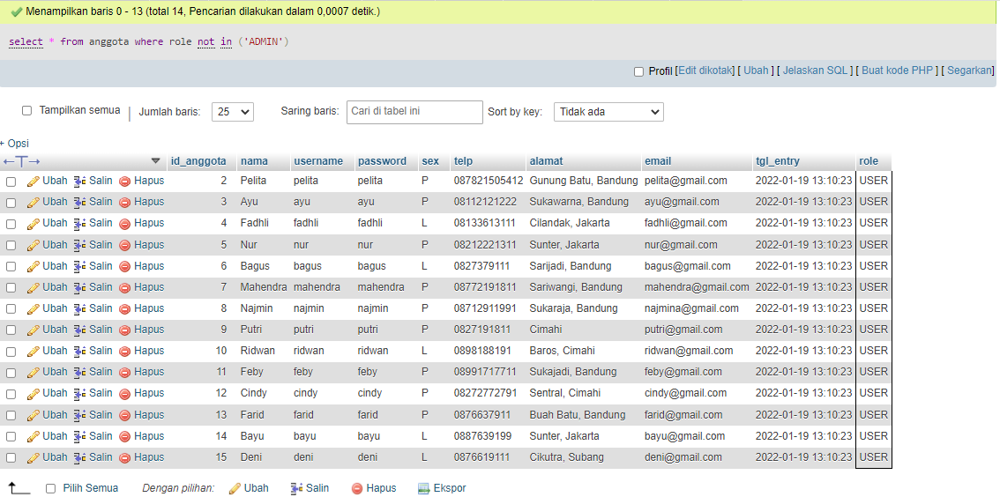 Menampilkan baris 0 - 13 (total 14, Pencarian dilakukan dalam 0,0007 detik.)
select * from anggota where role not in ('ADMIN')
Profil [Edit dikotak] [ Ubah ] [ Jelaskan SQL ] [ Buat kode PHP ] [ Segarkan]
Tampilkan semua | Jumlah baris: 25 Saring baris: Cari di tabel ini Sort by key: Tidak ada
+ Opsi
←T→ id_anggota nama username password sex telp alamat email tgl_entry role
Ubah Salin Hapus 2 Pelita pelita pelita P 087821505412 Gunung Batu, Bandung pelita@gmail.com 2022-01-19 13:10:23 USER
Ubah Salin Hapus 3 Ayu ayu ayu P 08112121222 Sukawarna, Bandung ayu@gmail.com 2022-01-19 13:10:23 USER
Ubah Salin Hapus 4 Fadhli fadhli fadhli L 08133613111 Cilandak, Jakarta fadhli@gmail.com 2022-01-19 13:10:23 USER
Ubah Salin Hapus 5 Nur nur nur P 08212221311 Sunter, Jakarta nur@gmail.com 2022-01-19 13:10:23 USER
Ubah Salin Hapus 6 Bagus bagus bagus L 0827379111 Sarijadi, Bandung bagus@gmail.com 2022-01-19 13:10:23 USER
Ubah Salin Hapus 7 Mahendra mahendra mahendra P 08772191811 Sariwangi, Bandung mahendra@gmail.com 2022-01-19 13:10:23 USER
Ubah Salin Hapus 8 Najmin najmin najmin P 08712911991 Sukaraja, Bandung najmina@gmail.com 2022-01-19 13:10:23 USER
Ubah Salin Hapus 9 Putri putri putri P 0827191811 Cimahi putri@gmail.com 2022-01-19 13:10:23 USER
Ubah Salin Hapus 10 Ridwan ridwan ridwan L 0898188191 Baros, Cimahi ridwan@gmail.com 2022-01-19 13:10:23 USER
Ubah Salin Hapus 11 Feby feby feby P 08991717711 Sukajadi, Bandung feby@gmail.com 2022-01-19 13:10:23 USER
Ubah Salin Hapus 12 Cindy cindy cindy P 08272772791 Sentral, Cimahi cindy@gmail.com 2022-01-19 13:10:23 USER
Ubah Salin Hapus 13 Farid farid farid P 0876637911 Buah Batu, Bandung farid@gmail.com 2022-01-19 13:10:23 USER
Ubah Salin Hapus 14 Bayu bayu bayu L 0887639199 Sunter, Jakarta bayu@gmail.com 2022-01-19 13:10:23 USER
Ubah Salin Hapus 15 Deni deni deni L 0876619111 Cikutra, Subang deni@gmail.com 2022-01-19 13:10:23 USER
Pilih Semua Dengan pilihan: Ubah Salin Hapus Ekspor